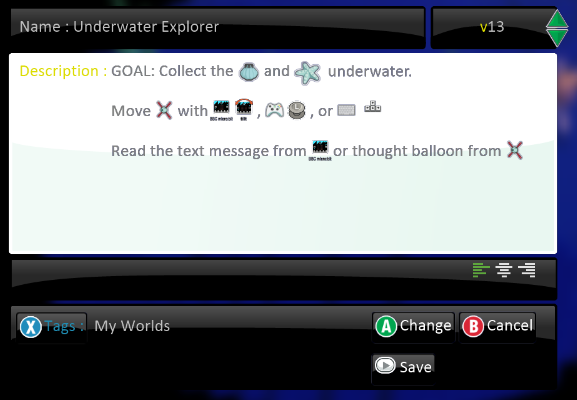 Name : Underwater Explorer
v13
Description : GOAL: Collect the and underwater.
Move with , , or
Read the text message from or thought balloon from
X Tags : My Worlds
A Change B Cancel
Save